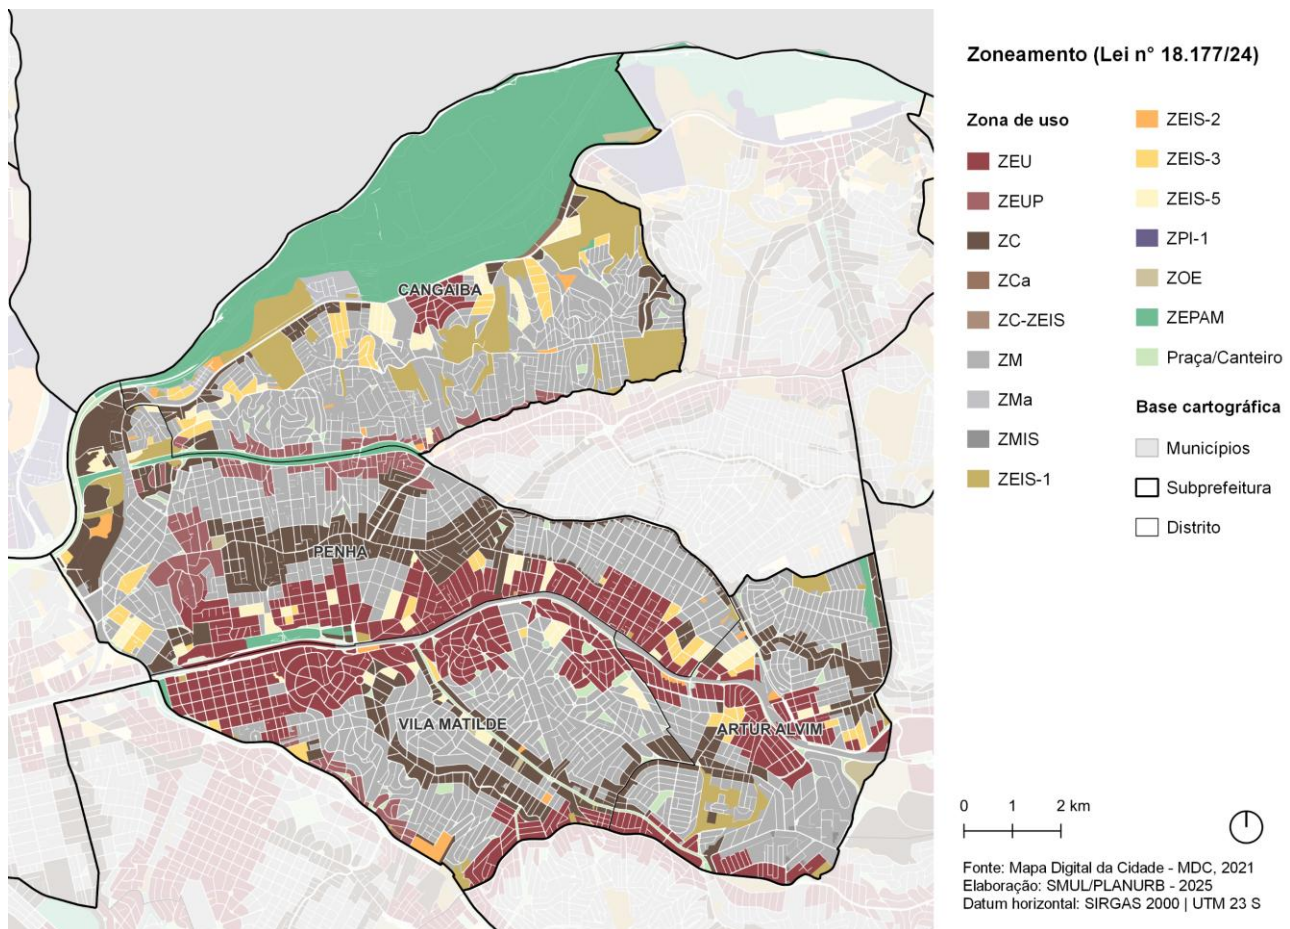 Zoneamento (Lei n° 18.177/24)
Zona de uso
ZEU
ZEUP
ZC
ZCa
ZC-ZEIS
ZM
ZMa
ZMIS
ZEIS-1
ZEIS-2
ZEIS-3
ZEIS-5
ZPI-1
ZOE
ZEPAM
Praça/Canteiro
Base cartográfica
Municípios
Subprefeitura
Distrito
CANGAIBA
PENHA
VILA MATILDE
ARTUR ALVIM
0 1 2 km
Fonte: Mapa Digital da Cidade - MDC, 2021
Elaboração: SMUL/PLANURB - 2025
Datum horizontal: SIRGAS 2000 | UTM 23 S